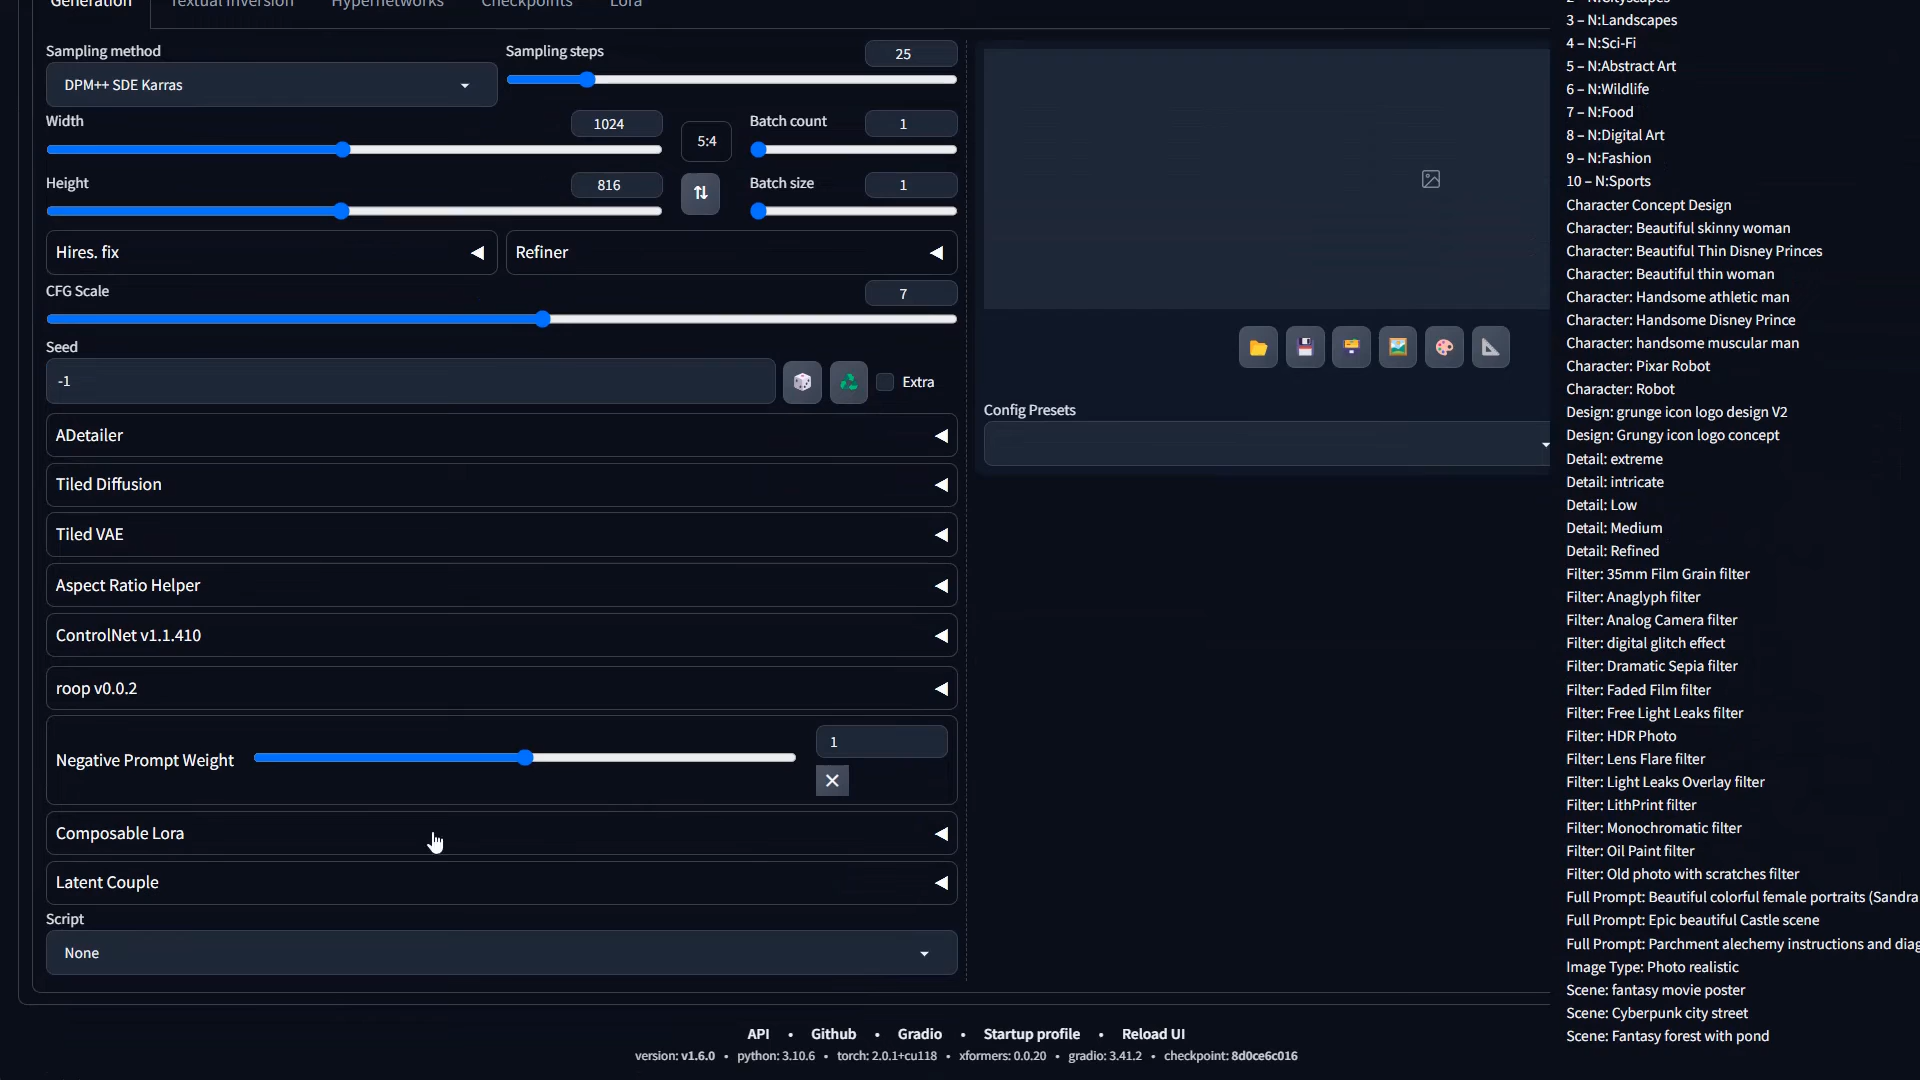 Generation
Textual Inversion
Hypernetworks
Checkpoints
Lora
Sampling method
DPM++ SDE Karras
Sampling steps
25
Width
1024
5:4
Batch count
1
Height
816
Batch size
1
Hires. fix
Refiner
CFG Scale
7
Seed
-1
Extra
ADetailer
Tiled Diffusion
Tiled VAE
Aspect Ratio Helper
ControlNet v1.1.410
roop v0.0.2
Negative Prompt Weight
1
Composable Lora
Latent Couple
Script
None
Config Presets
2 – N:Cityscapes
3 – N:Landscapes
4 – N:Sci-Fi
5 – N:Abstract Art
6 – N:Wildlife
7 – N:Food
8 – N:Digital Art
9 – N:Fashion
10 – N:Sports
Character Concept Design
Character: Beautiful skinny woman
Character: Beautiful Thin Disney Princes
Character: Beautiful thin woman
Character: Handsome athletic man
Character: Handsome Disney Prince
Character: handsome muscular man
Character: Pixar Robot
Character: Robot
Design: grunge icon logo design V2
Design: Grungy icon logo concept
Detail: extreme
Detail: intricate
Detail: Low
Detail: Medium
Detail: Refined
Filter: 35mm Film Grain filter
Filter: Anaglyph filter
Filter: Analog Camera filter
Filter: digital glitch effect
Filter: Dramatic Sepia filter
Filter: Faded Film filter
Filter: Free Light Leaks filter
Filter: HDR Photo
Filter: Lens Flare filter
Filter: Light Leaks Overlay filter
Filter: LithPrint filter
Filter: Monochromatic filter
Filter: Oil Paint filter
Filter: Old photo with scratches filter
Full Prompt: Beautiful colorful female portraits (Sandra
Full Prompt: Epic beautiful Castle scene
Full Prompt: Parchment alechemy instructions and diag
Image Type: Photo realistic
Scene: fantasy movie poster
Scene: Cyberpunk city street
Scene: Fantasy forest with pond
API • Github • Gradio • Startup profile • Reload UI
version: v1.6.0 • python: 3.10.6 • torch: 2.0.1+cu118 • xformers: 0.0.20 • gradio: 3.41.2 • checkpoint: 8d0ce6c016